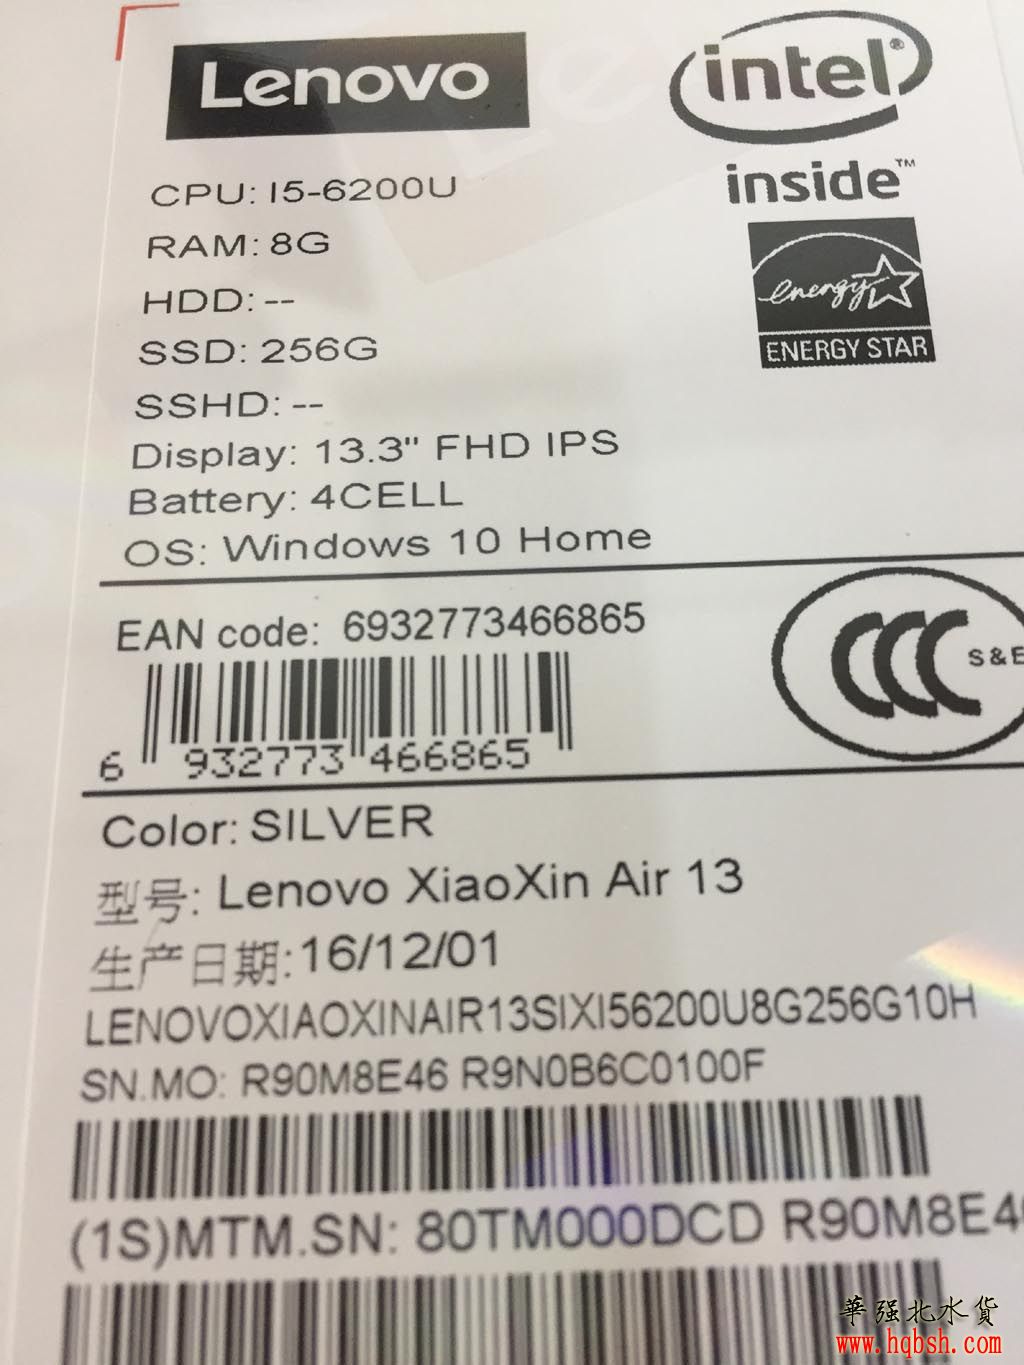 Lenovo
intel®
inside™
CPU: I5-6200U
RAM: 8G
HDD: --
energy
SSD: 256G
ENERGY STAR
SSHD: --
Display: 13.3" FHD IPS
Battery: 4CELL
OS: Windows 10 Home
EAN code: 6932773466865
CCC S&E
6 932773 466865
Color: SILVER
型号: Lenovo XiaoXin Air 13
生产日期:16/12/01
LENOVOXIAOXINAIR13SIXI56200U8G256G10H
SN.MO: R90M8E46 R9N0B6C0100F
(1S)MTM.SN: 80TM000DCD R90M8E46
華强北水貨
www.hqbsh.com